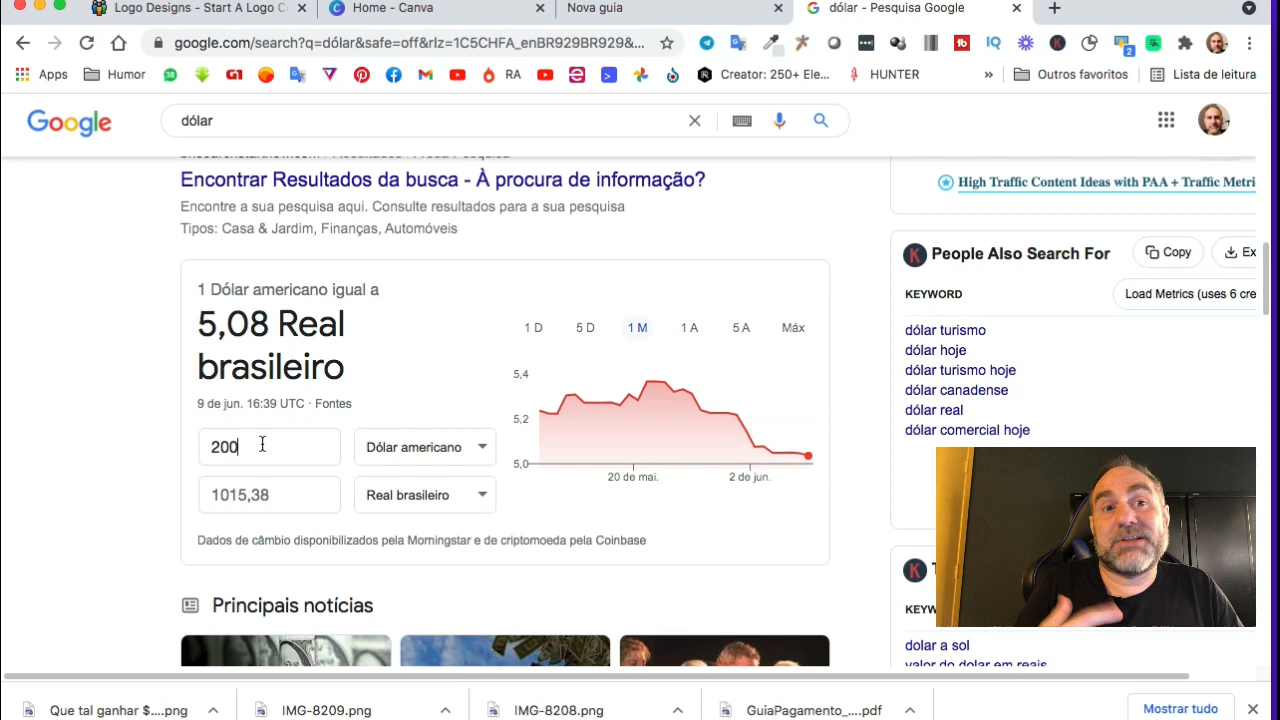 Logo Designs - Start A Logo C
Home - Canva
Nova guia
dólar - Pesquisa Google
google.com/search?q=dólar&safe=off&rlz=1C5CHFA_enBR929BR929&...
Apps
Humor
RA
Creator: 250+ Ele...
HUNTER
Outros favoritos
Lista de leitura
Google
dólar
Encontrar Resultados da busca - À procura de informação?
Encontre a sua pesquisa aqui. Consulte resultados para a sua pesquisa
Tipos: Casa & Jardim, Finanças, Automóveis
1 Dólar americano igual a
5,08 Real
brasileiro
9 de jun. 16:39 UTC · Fontes
200
Dólar americano
1015,38
Real brasileiro
1 D
5 D
1 M
1 A
5 A
Máx
5,4
5,2
5,0
20 de mai.
2 de jun.
Dados de câmbio disponibilizados pela Morningstar e de criptomoeda pela Coinbase
Principais notícias
High Traffic Content Ideas with PAA + Traffic Metri
People Also Search For
Copy
Ex
KEYWORD
Load Metrics (uses 6 cre
dólar turismo
dólar hoje
dólar turismo hoje
dólar canadense
dólar real
dólar comercial hoje
dolar a sol
valor do dolar em reais
Que tal ganhar $....png
IMG-8209.png
IMG-8208.png
GuiaPagamento_....pdf
Mostrar tudo